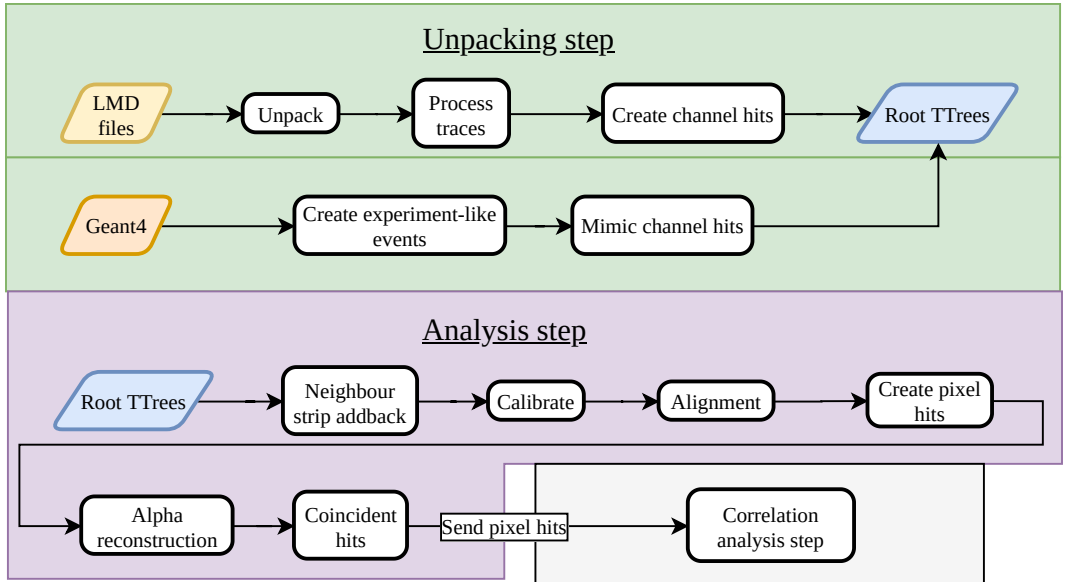 Unpacking step
LMD
files
Unpack
Process
traces
Create channel hits
Root TTrees
Geant4
Create experiment-like
events
Mimic channel hits
Analysis step
Root TTrees
Neighbour
strip addback
Calibrate
Alignment
Create pixel
hits
Alpha
reconstruction
Coincident
hits
Send pixel hits
Correlation
analysis step